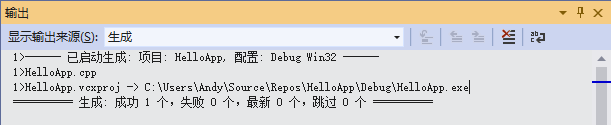 输出
显示输出来源(S): 生成
1>------ 已启动生成: 项目: HelloApp, 配置: Debug Win32 ------
1>HelloApp.cpp
1>HelloApp.vcxproj -> C:\Users\Andy\Source\Repos\HelloApp\Debug\HelloApp.exe
========== 生成: 成功 1 个，失败 0 个，最新 0 个，跳过 0 个 ==========